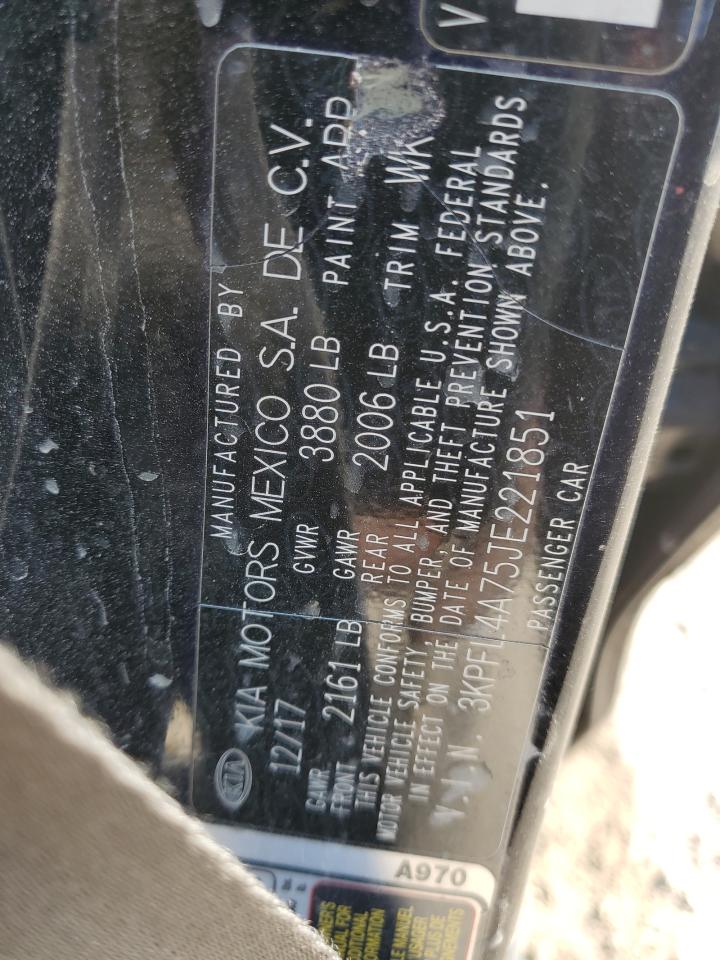 V
MANUFACTURED BY
KIA KIA MOTORS MEXICO S.A. DE C.V.
12/17 GVWR 3880 LB PAINT ABP
GAWR FRONT 2161 LB GAWR REAR 2006 LB TRIM WK
THIS VEHICLE CONFORMS TO ALL APPLICABLE U.S.A. FEDERAL
MOTOR VEHICLE SAFETY, BUMPER, AND THEFT PREVENTION STANDARDS
IN EFFECT ON THE DATE OF MANUFACTURE SHOWN ABOVE.
V.I.N. 3KPFL4A75JE221851
PASSENGER CAR
A970